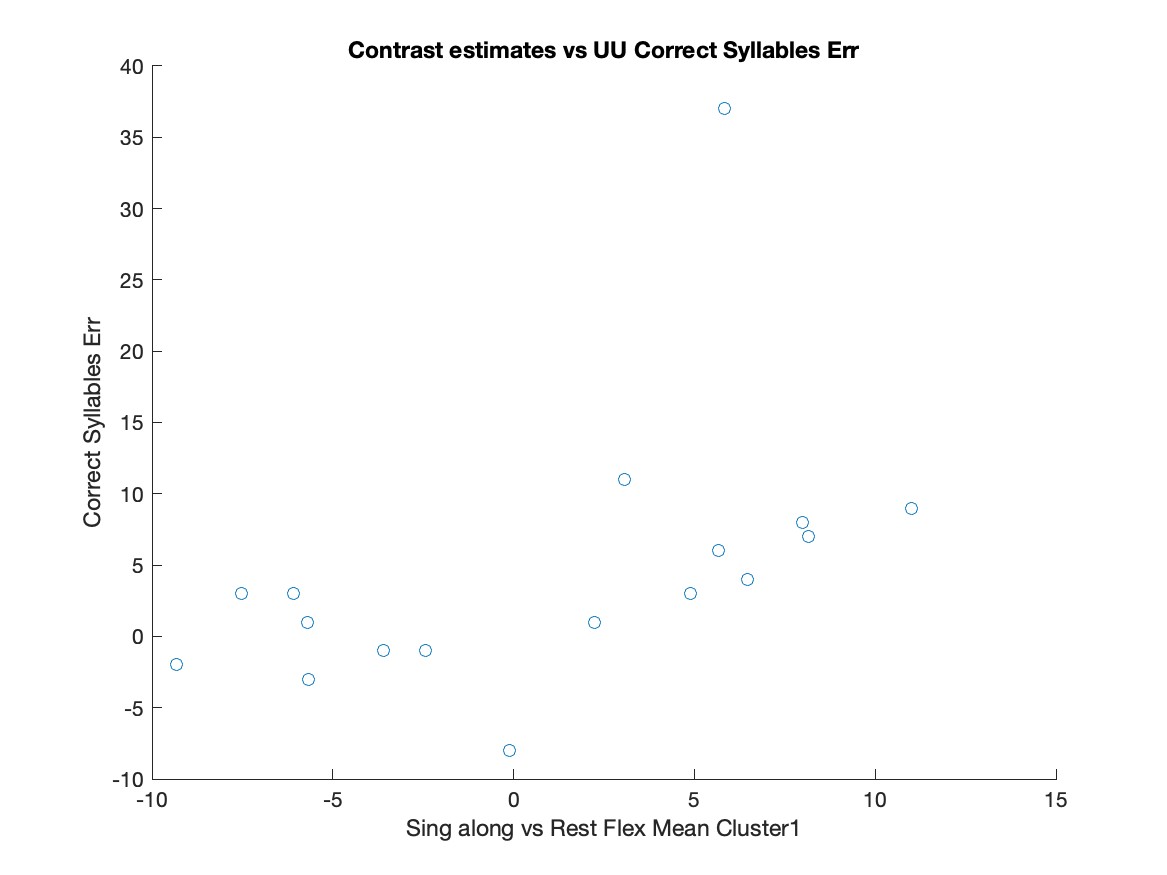 Contrast estimates vs UU Correct Syllables Err
40
35
30
25
20
15
10
5
0
-5
-10
Correct Syllables Err
-10 -5 0 5 10 15
Sing along vs Rest Flex Mean Cluster1